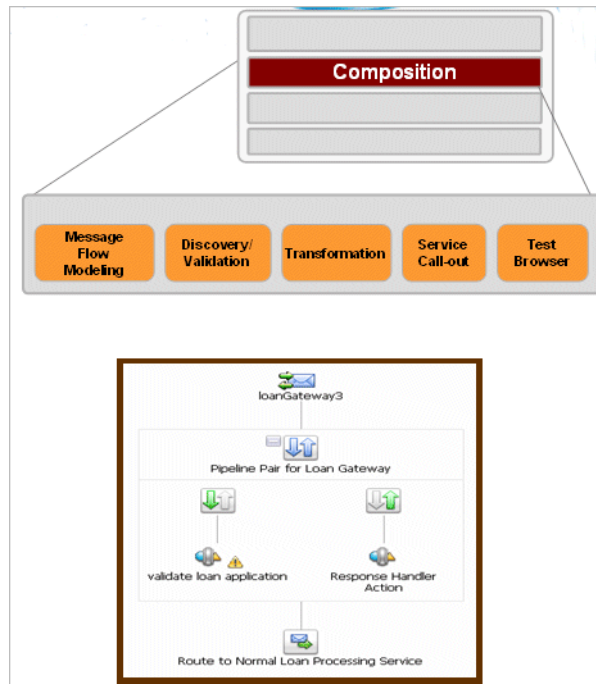 Composition
Message
Flow
Modeling
Discovery/
Validation
Transformation
Service
Call-out
Test
Browser
loanGateway3
Pipeline Pair for Loan Gateway
validate loan application
Response Handler
Action
Route to Normal Loan Processing Service